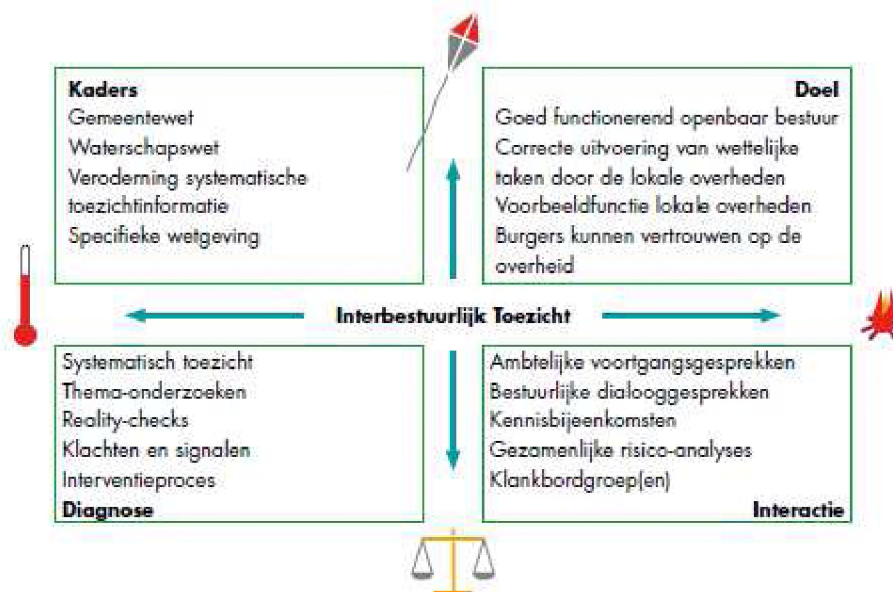 Kaders
Gemeentewet
Waterschapswet
Veroderning systematische
toezichtinformatie
Specifieke wetgeving
Doel
Goed functionerend openbaar bestuur
Correcte uitvoering van wettelijke
taken door de lokale overheden
Voorbeeldfunctie lokale overheden
Burgers kunnen vertrouwen op de
overheid
Interbestuurlijk Toezicht
Systematisch toezicht
Thema-onderzoeken
Reality-checks
Klachten en signalen
Interventieproces
Diagnose
Ambtelijke voortgangsgesprekken
Bestuurlijke dialooggesprekken
Kennisbijeenkomsten
Gezamenlijke risico-analyses
Klankbordgroep(en)
Interactie